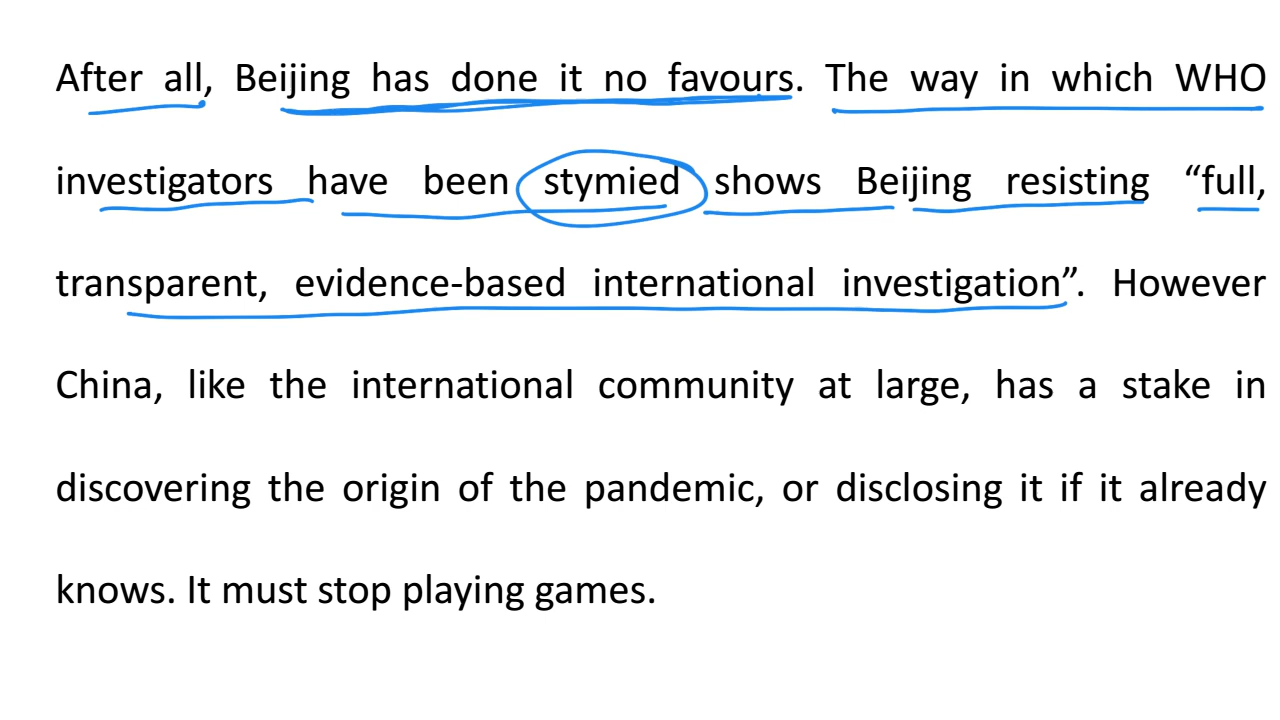 After all, Beijing has done it no favours. The way in which WHO
investigators have been stymied shows Beijing resisting “full,
transparent, evidence-based international investigation”. However
China, like the international community at large, has a stake in
discovering the origin of the pandemic, or disclosing it if it already
knows. It must stop playing games.